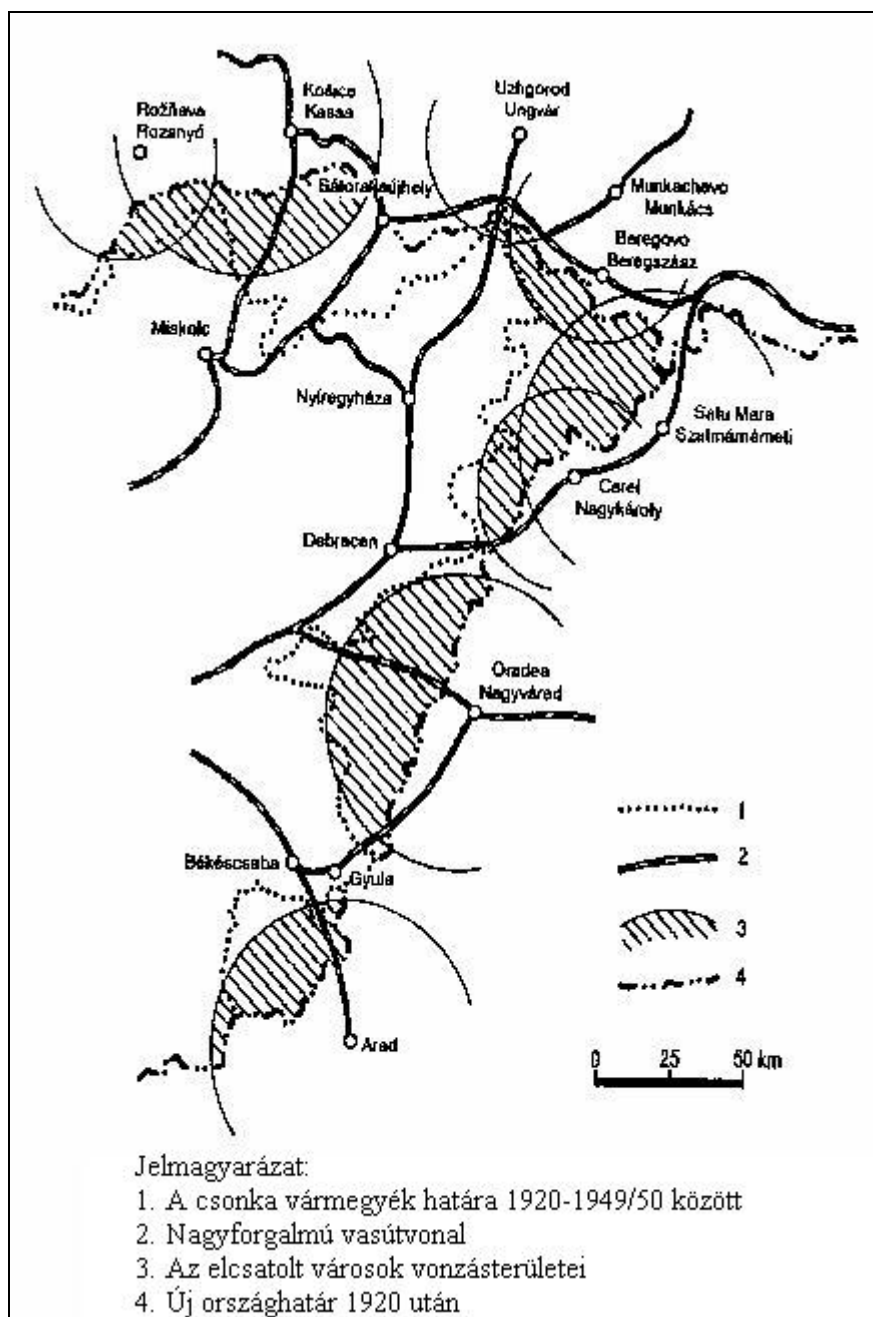 Košice
Kassa
Uzhgorod
Ungvár
Rožňava
Rozsnyó
Sátoraljaújhely
Munkachevo
Munkács
Beregovo
Beregszász
Miskolc
Nyíregyháza
Satu Mara
Szatmárnémeti
Carei
Nagykároly
Debrecen
Oradea
Nagyvárad
Békéscsaba
Gyula
Arad
1
2
3
4
0 25 50 km
Jelmagyarázat:
1. A csonka vármegyék határa 1920-1949/50 között
2. Nagyforgalmú vasútvonal
3. Az elcsatolt városok vonzásterületei
4. Új országhatár 1920 után